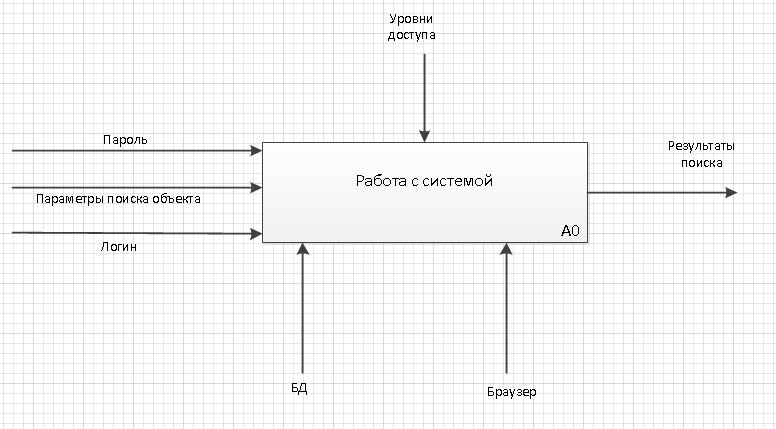 Уровни
доступа
Пароль
Результаты
поиска
Работа с системой
Параметры поиска объекта
A0
Логин
БД
Браузер